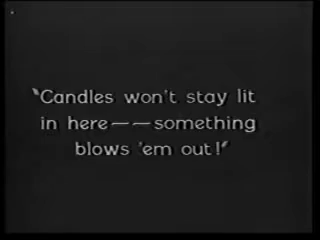 "Candles won't stay lit
in here——something
blows 'em out!"